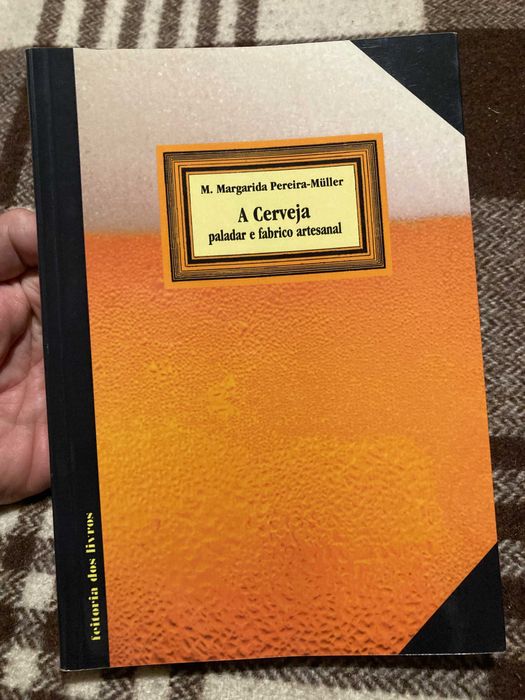 M. Margarida Pereira-Müller
A Cerveja
paladar e fabrico artesanal
feitoria dos livros